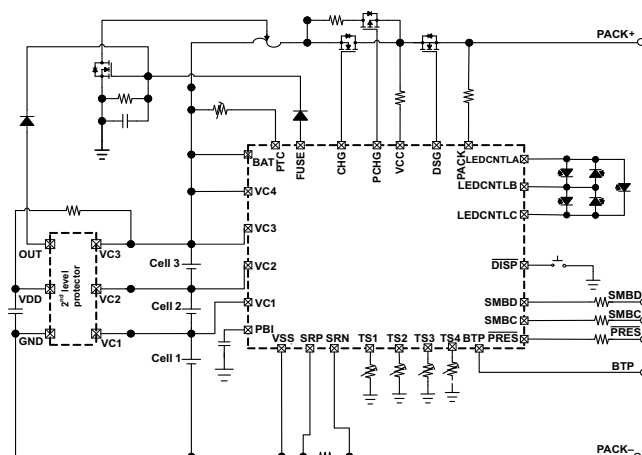 PACK+
BAT
PTC
FUSE
CHG
PCHG
VCC
DSG
PACK
LEDCNTLA
VC4
LEDCNTLB
LEDCNTLC
VC3
OUT
VC3
Cell 3
VC2
DISP
2nd level
protector
VDD
VC2
Cell 2
VC1
SMBD
SMBD
SMBC
SMBC
GND
VC1
Cell 1
PBI
VSS
SRP
SRN
TS1
TS2
TS3
TS4
BTP
PRES
PRES
BTP
PACK–